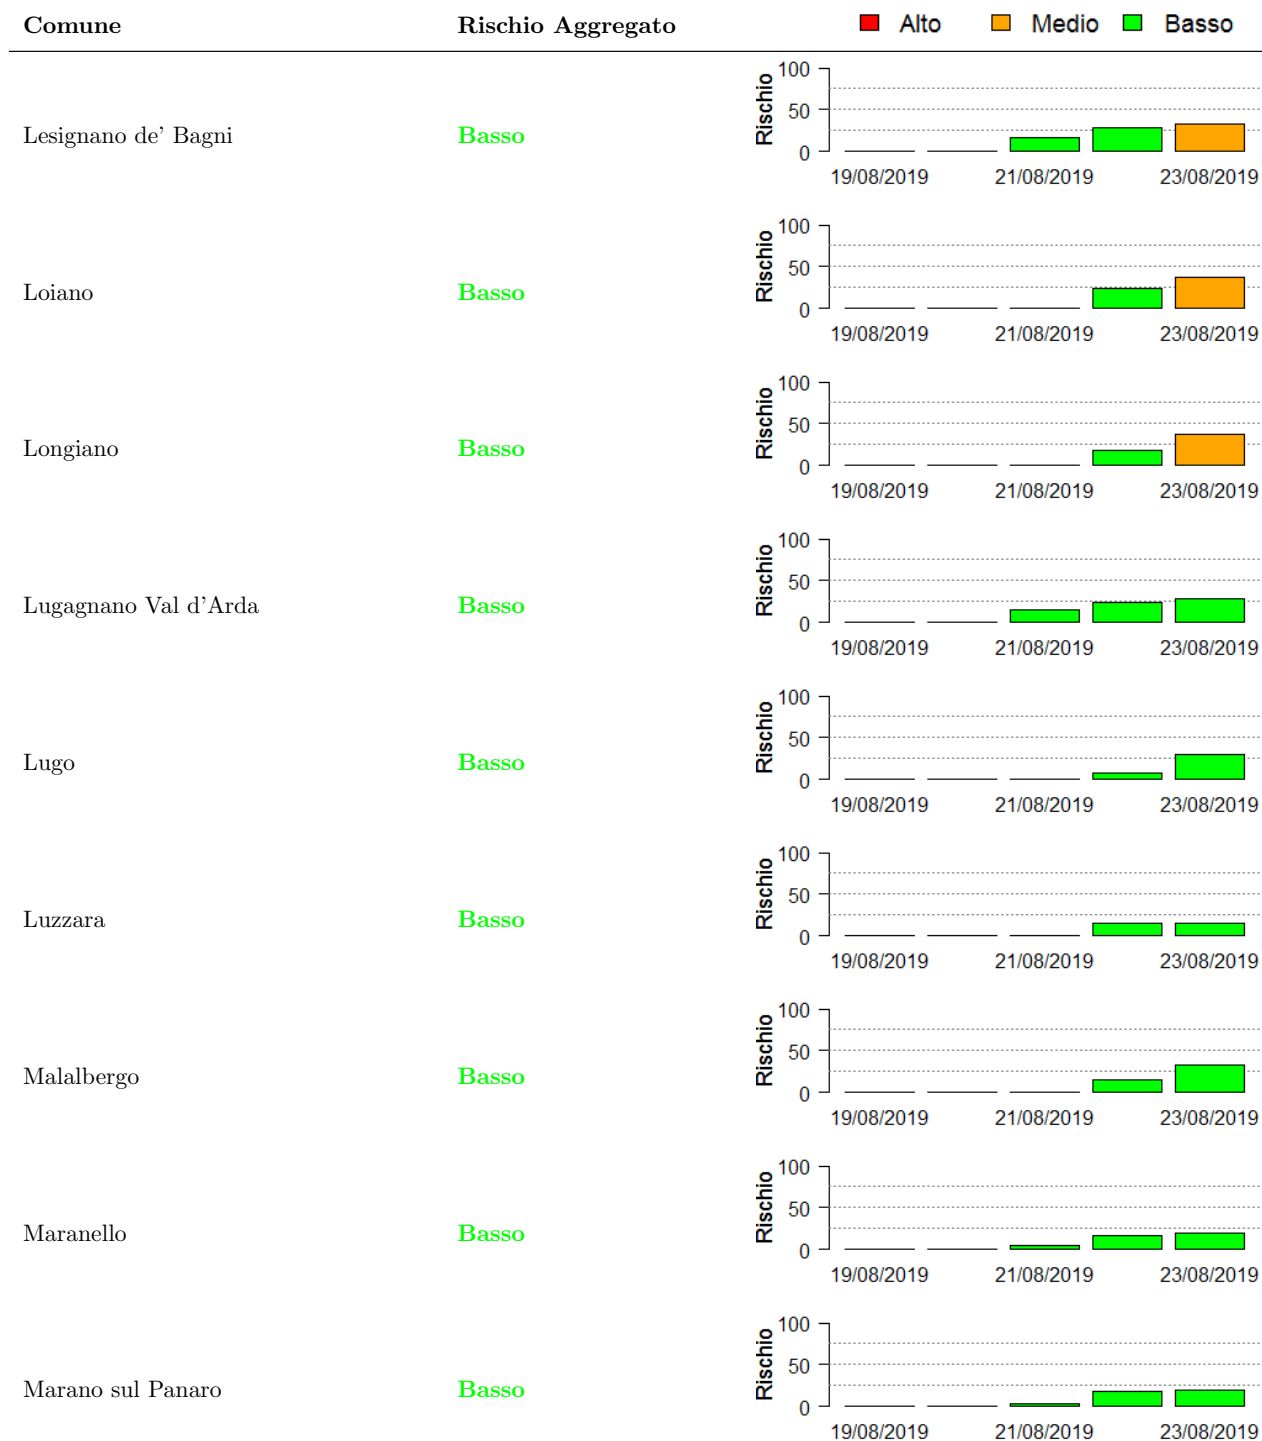 Comune Rischio Aggregato Alto Medio Basso
Lesignano de' Bagni Basso Rischio 100 50 0
19/08/2019 21/08/2019 23/08/2019
Loiano Basso Rischio 100 50 0
19/08/2019 21/08/2019 23/08/2019
Longiano Basso Rischio 100 50 0
19/08/2019 21/08/2019 23/08/2019
Lugagnano Val d'Arda Basso Rischio 100 50 0
19/08/2019 21/08/2019 23/08/2019
Lugo Basso Rischio 100 50 0
19/08/2019 21/08/2019 23/08/2019
Luzzara Basso Rischio 100 50 0
19/08/2019 21/08/2019 23/08/2019
Malalbergo Basso Rischio 100 50 0
19/08/2019 21/08/2019 23/08/2019
Maranello Basso Rischio 100 50 0
19/08/2019 21/08/2019 23/08/2019
Marano sul Panaro Basso Rischio 100 50 0
19/08/2019 21/08/2019 23/08/2019